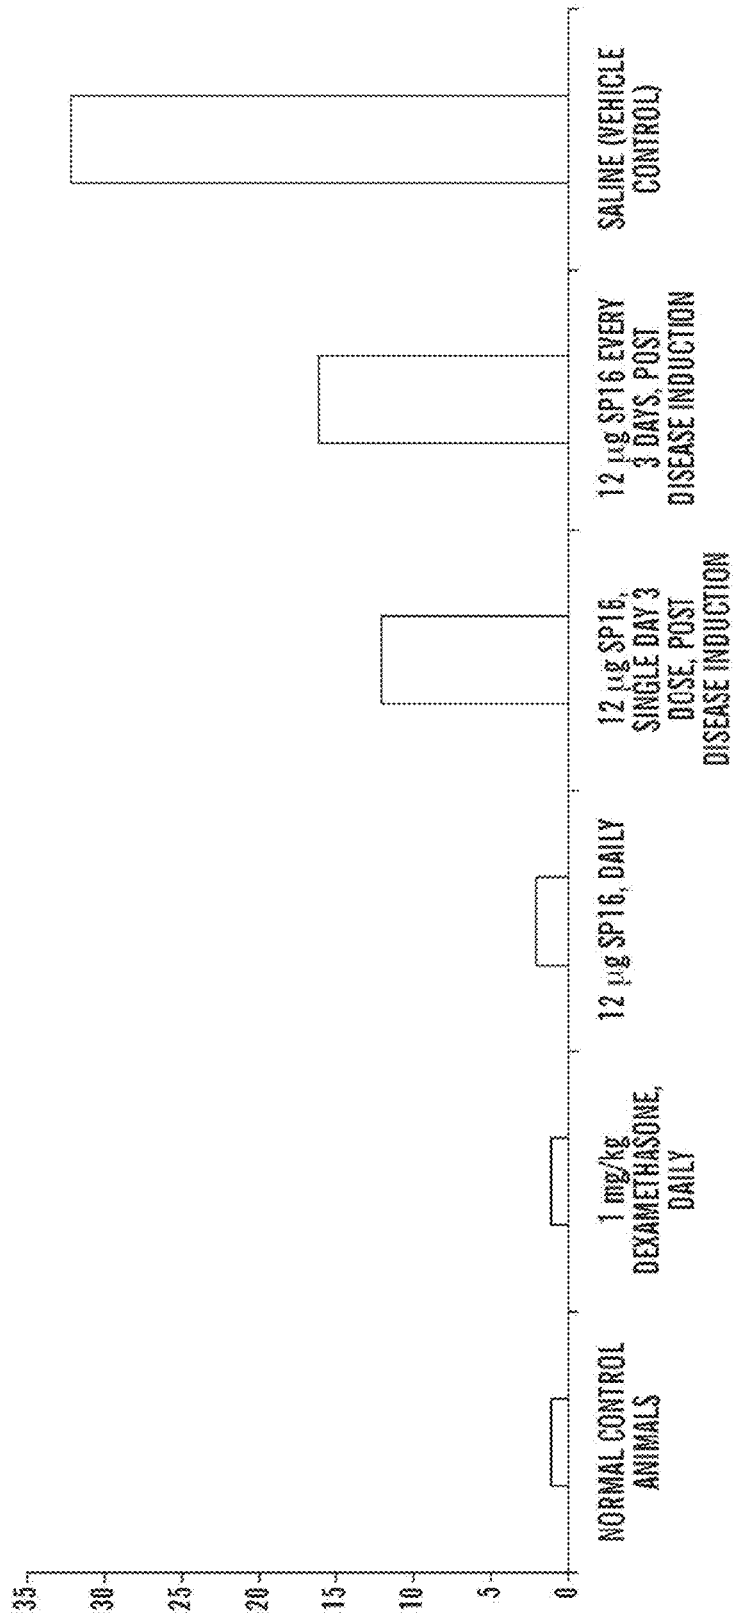 35
30
25
20
15
10
5
0
NORMAL CONTROL
ANIMALS
1 mg/kg
DEXAMETHASONE,
DAILY
12 µg SP16, DAILY
12 µg SP16,
SINGLE DAY 3
DOSE, POST
DISEASE INDUCTION
12 µg SP16 EVERY
3 DAYS, POST
DISEASE INDUCTION
SALINE (VEHICLE
CONTROL)